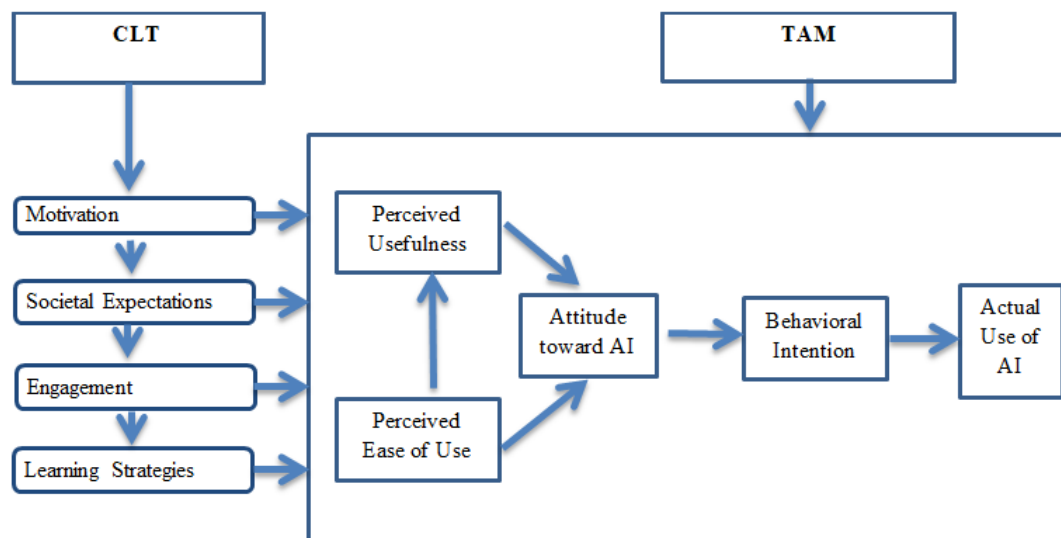 CLT
TAM
Motivation
Societal Expectations
Engagement
Learning Strategies
Perceived
Usefulness
Perceived
Ease of Use
Attitude
toward AI
Behavioral
Intention
Actual
Use of
AI